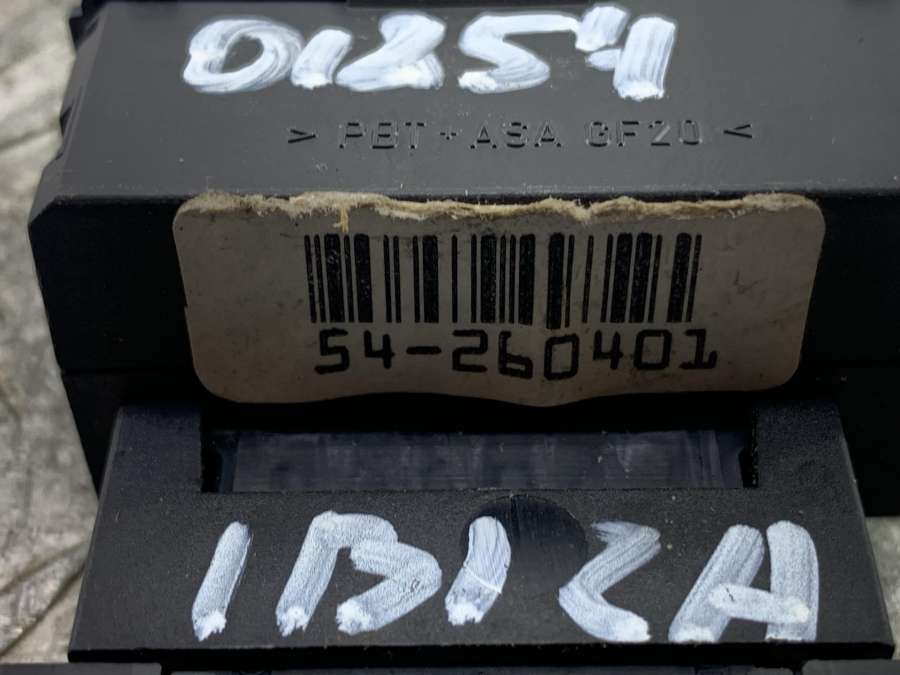 01254
> PBT + ASA GF20 <
54-260401
IBIZA